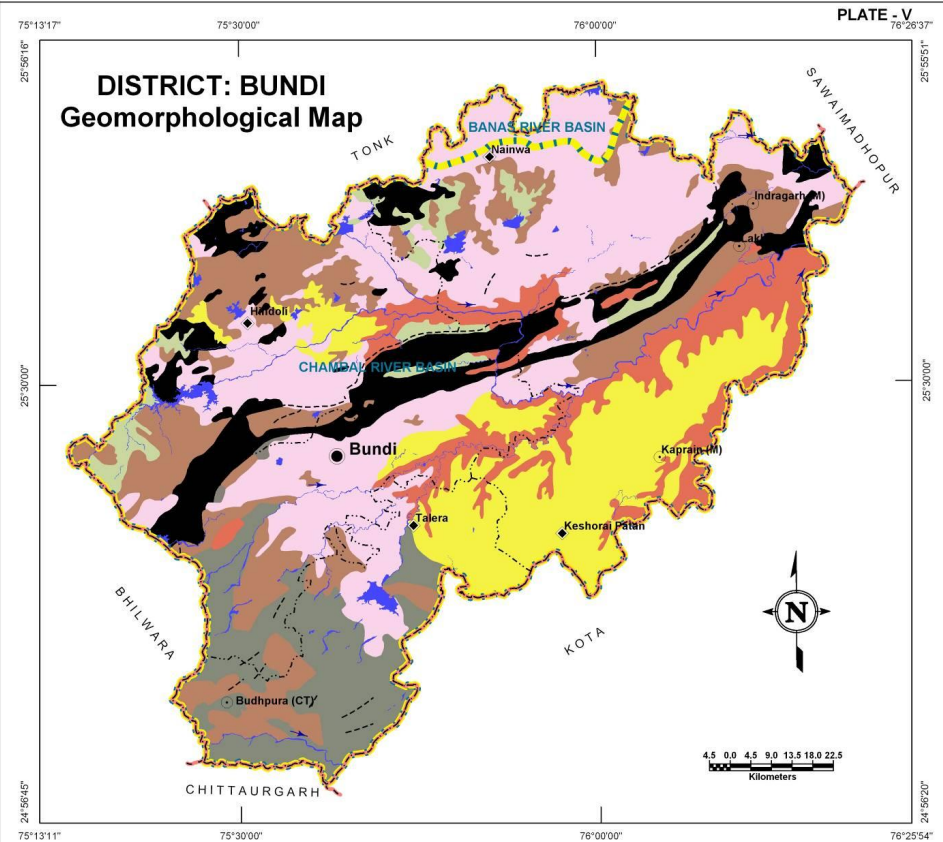 PLATE - V
75°13'17"
75°30'00"
76°00'00"
76°26'37"
25°56'16"
25°55'51"
DISTRICT: BUNDI
Geomorphological Map
SAWAIMADHOPUR
TONK
BANAS RIVER BASIN
Nainwa
Indragarh (M)
Hindoli
CHAMBAL RIVER BASIN
25°30'00"
25°30'00"
Bundi
Kaprain (M)
Talera
Keshorai Patan
BHILWARA
KOTA
N
Budhpura (CT)
4.5 0.0 4.5 9.0 13.5 18.0 22.5
Kilometers
CHITTAURGARH
24°56'45"
24°56'20"
75°13'11"
75°30'00"
76°00'00"
76°25'54"